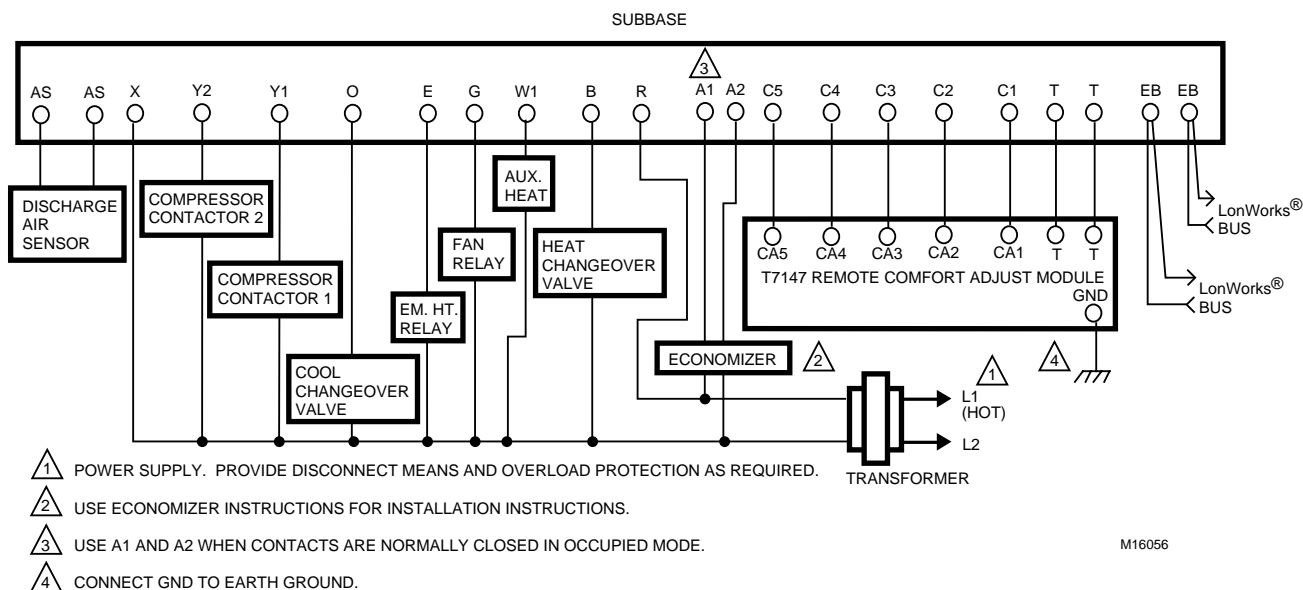 SUBBASE
3
AS AS X Y2 Y1 O E G W1 B R A1 A2 C5 C4 C3 C2 C1 T T EB EB
DISCHARGE
AIR
SENSOR
COMPRESSOR
CONTACTOR 2
COMPRESSOR
CONTACTOR 1
COOL
CHANGEOVER
VALVE
EM. HT.
RELAY
FAN
RELAY
AUX.
HEAT
HEAT
CHANGEOVER
VALVE
ECONOMIZER
2
CA5 CA4 CA3 CA2 CA1 T T
T7147 REMOTE COMFORT ADJUST MODULE
GND
4
LonWorks®
BUS
LonWorks®
BUS
1
L1
(HOT)
L2
TRANSFORMER
1 POWER SUPPLY. PROVIDE DISCONNECT MEANS AND OVERLOAD PROTECTION AS REQUIRED.
2 USE ECONOMIZER INSTRUCTIONS FOR INSTALLATION INSTRUCTIONS.
3 USE A1 AND A2 WHEN CONTACTS ARE NORMALLY CLOSED IN OCCUPIED MODE.
4 CONNECT GND TO EARTH GROUND.
M16056